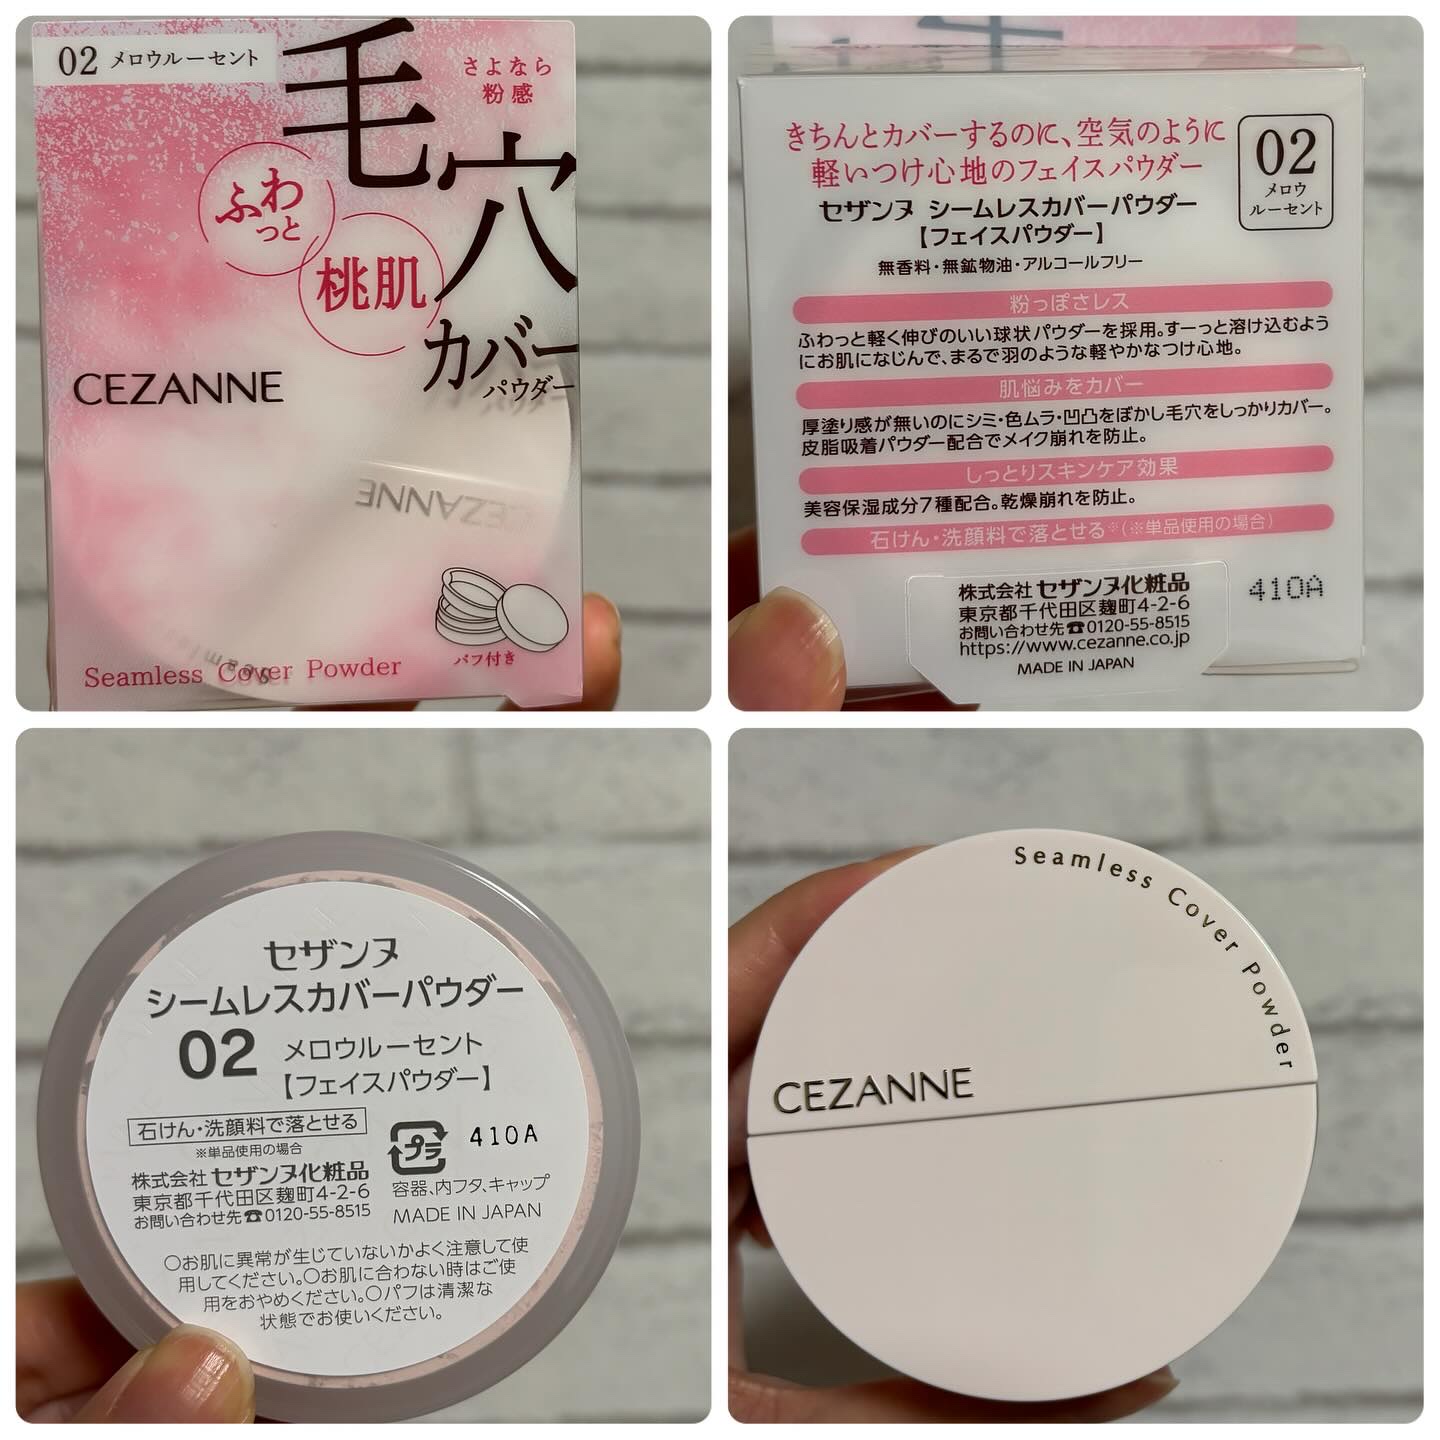 02 メロウルーセント
さよなら
粉感
毛穴
カバー
パウダー
ふわっと
桃肌
CEZANNE
CEZANNE
パフ付き
Seamless Cover Powder
きちんとカバーするのに、空気のように
軽いつけ心地のフェイスパウダー
02
メロウ
ルーセント
セザンヌ シームレスカバーパウダー
【フェイスパウダー】
無香料・無鉱物油・アルコールフリー
粉っぽさレス
ふわっと軽く伸びのいい球状パウダーを採用。すーっと溶け込むよう
にお肌になじんで、まるで羽のような軽やかなつけ心地。
肌悩みをカバー
厚塗り感が無いのにシミ・色ムラ・凹凸をぼかし毛穴をしっかりカバー。
皮脂吸着パウダー配合でメイク崩れを防止。
しっとりスキンケア効果
美容保湿成分7種配合。乾燥崩れを防止。
石けん・洗顔料で落とせる※(※単品使用の場合)
株式会社 セザンヌ化粧品
東京都千代田区麹町4-2-6
お問い合わせ先☎0120-55-8515
https://www.cezanne.co.jp
MADE IN JAPAN
410A
セザンヌ
シームレスカバーパウダー
02 メロウルーセント
【フェイスパウダー】
石けん・洗顔料で落とせる
※単品使用の場合
プラ
410A
株式会社 セザンヌ化粧品
東京都千代田区麹町4-2-6
お問い合わせ先☎0120-55-8515
容器、内フタ、キャップ
MADE IN JAPAN
○お肌に異常が生じていないかよく注意して使
用してください。○お肌に合わない時はご使
用をおやめください。○パフは清潔な
状態でお使いください。
Seamless Cover Powder
CEZANNE